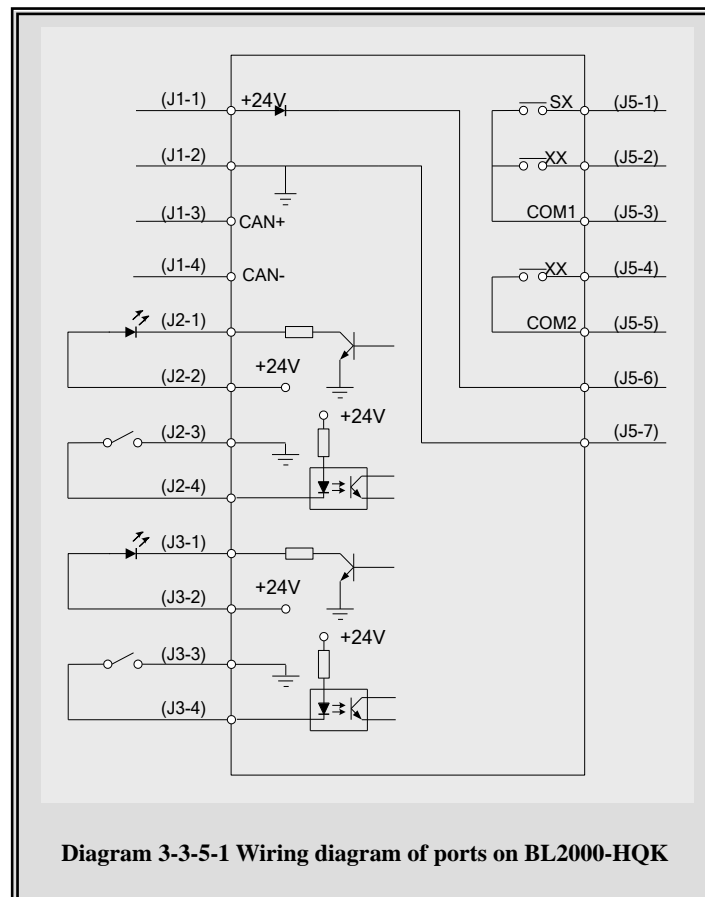 (J1-1) +24V SX (J5-1)
(J1-2) XX (J5-2)
(J1-3) CAN+ COM1 (J5-3)
(J1-4) CAN- XX (J5-4)
(J2-1) COM2 (J5-5)
(J2-2) +24V (J5-6)
+24V
(J2-3) (J5-7)
(J2-4)
(J3-1)
(J3-2) +24V
+24V
(J3-3)
(J3-4)
Diagram 3-3-5-1 Wiring diagram of ports on BL2000-HQK